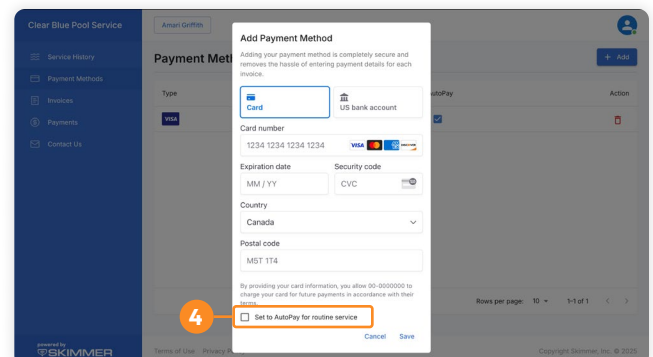 Clear Blue Pool Service
Amari Griffith
Service History
Payment Methods
Invoices
Payments
Contact Us
powered by
SKIMMER
Payment Met
+ Add
Type
utoPay
Action
VISA
Rows per page: 10
1–1 of 1
Terms of Use
Privacy P
Copyright Skimmer, Inc. © 2025
Add Payment Method
Adding your payment method is completely secure and
removes the hassle of entering payment details for each
invoice.
Card
US bank account
Card number
1234 1234 1234 1234
VISA
DISCOVER
Expiration date
Security code
MM / YY
CVC
Country
Canada
Postal code
M5T 1T4
By providing your card information, you allow 00-0000000 to
charge your card for future payments in accordance with their
terms.
4
Set to AutoPay for routine service
Cancel
Save